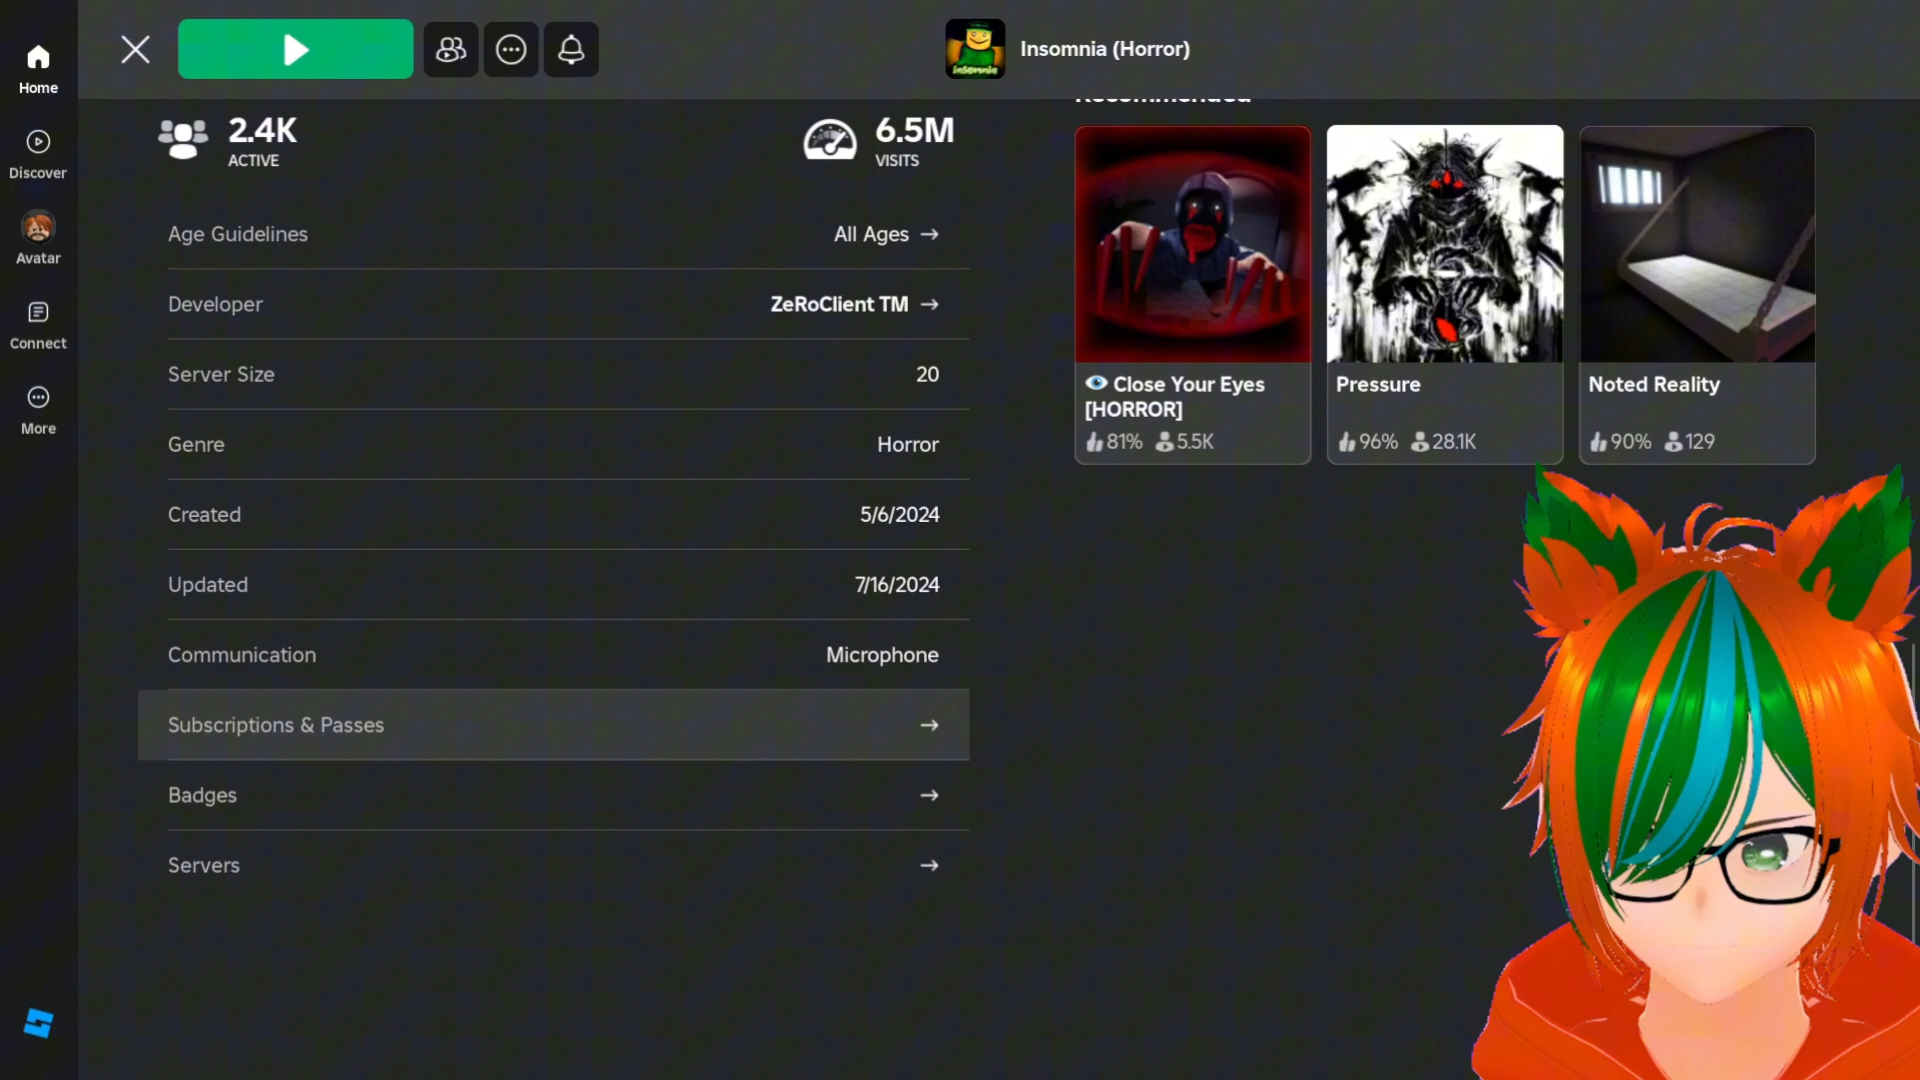 Home
Discover
Avatar
Connect
More
Insomnia (Horror)
insomnia
2.4K
ACTIVE
6.5M
VISITS
Age Guidelines
All Ages
Developer
ZeRoClient TM
Server Size
20
Genre
Horror
Created
5/6/2024
Updated
7/16/2024
Communication
Microphone
Subscriptions & Passes
Badges
Servers
Recommended
Close Your Eyes
[HORROR]
81%
5.5K
Pressure
96%
28.1K
Noted Reality
90%
129